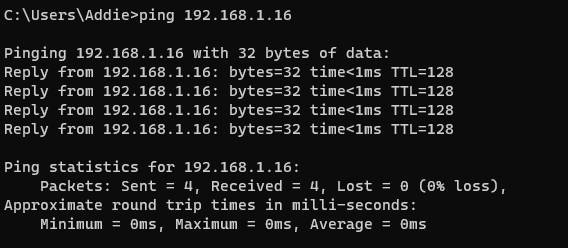 C:\Users\Addie>ping 192.168.1.16
Pinging 192.168.1.16 with 32 bytes of data:
Reply from 192.168.1.16: bytes=32 time<1ms TTL=128
Reply from 192.168.1.16: bytes=32 time<1ms TTL=128
Reply from 192.168.1.16: bytes=32 time<1ms TTL=128
Reply from 192.168.1.16: bytes=32 time<1ms TTL=128
Ping statistics for 192.168.1.16:
    Packets: Sent = 4, Received = 4, Lost = 0 (0% loss),
Approximate round trip times in milli-seconds:
    Minimum = 0ms, Maximum = 0ms, Average = 0ms